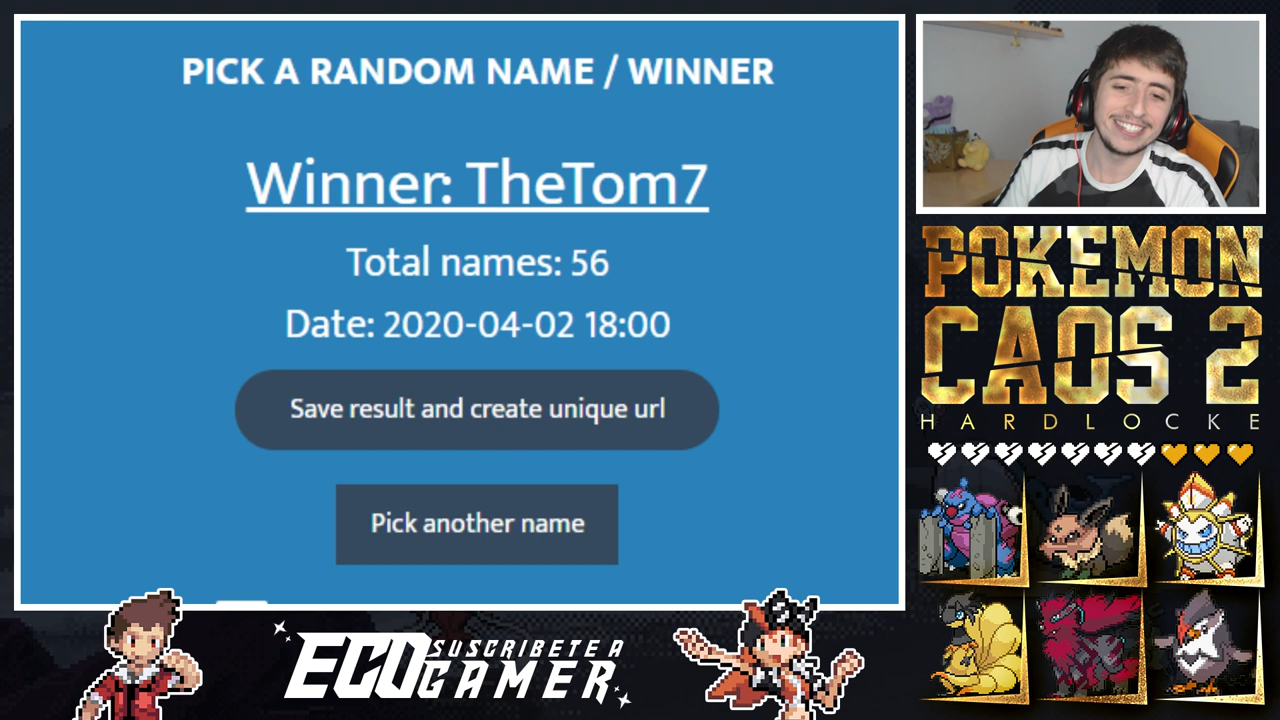 PICK A RANDOM NAME / WINNER
Winner: TheTom7
Total names: 56
Date: 2020-04-02 18:00
Save result and create unique url
Pick another name
POKEMON
CAOS 2
HARDLOCKE
SUSCRIBETE A
EGO GAMER